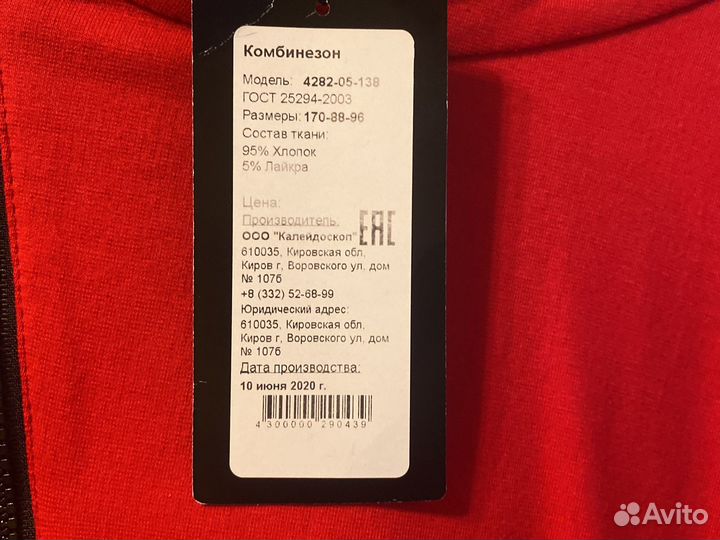 Комбинезон
Модель: 4282-05-138
ГОСТ 25294-2003
Размеры: 170-88-96
Состав ткани:
95% Хлопок
5% Лайкра
Цена:
Производитель:
ООО "Калейдоскоп"
EAC
610035, Кировская обл,
Киров г, Воровского ул, дом
№ 107б
+8 (332) 52-68-99
Юридический адрес:
610035, Кировская обл,
Киров г, Воровского ул, дом
№ 107б
Дата производства:
10 июня 2020 г.
4 300000 290439
Avito